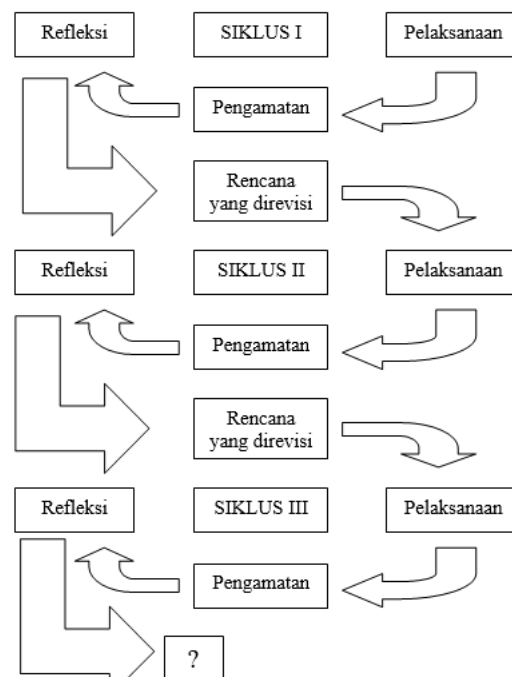 Refleksi
SIKLUS I
Pelaksanaan
Pengamatan
Rencana
yang direvisi
Refleksi
SIKLUS II
Pelaksanaan
Pengamatan
Rencana
yang direvisi
Refleksi
SIKLUS III
Pelaksanaan
Pengamatan
?